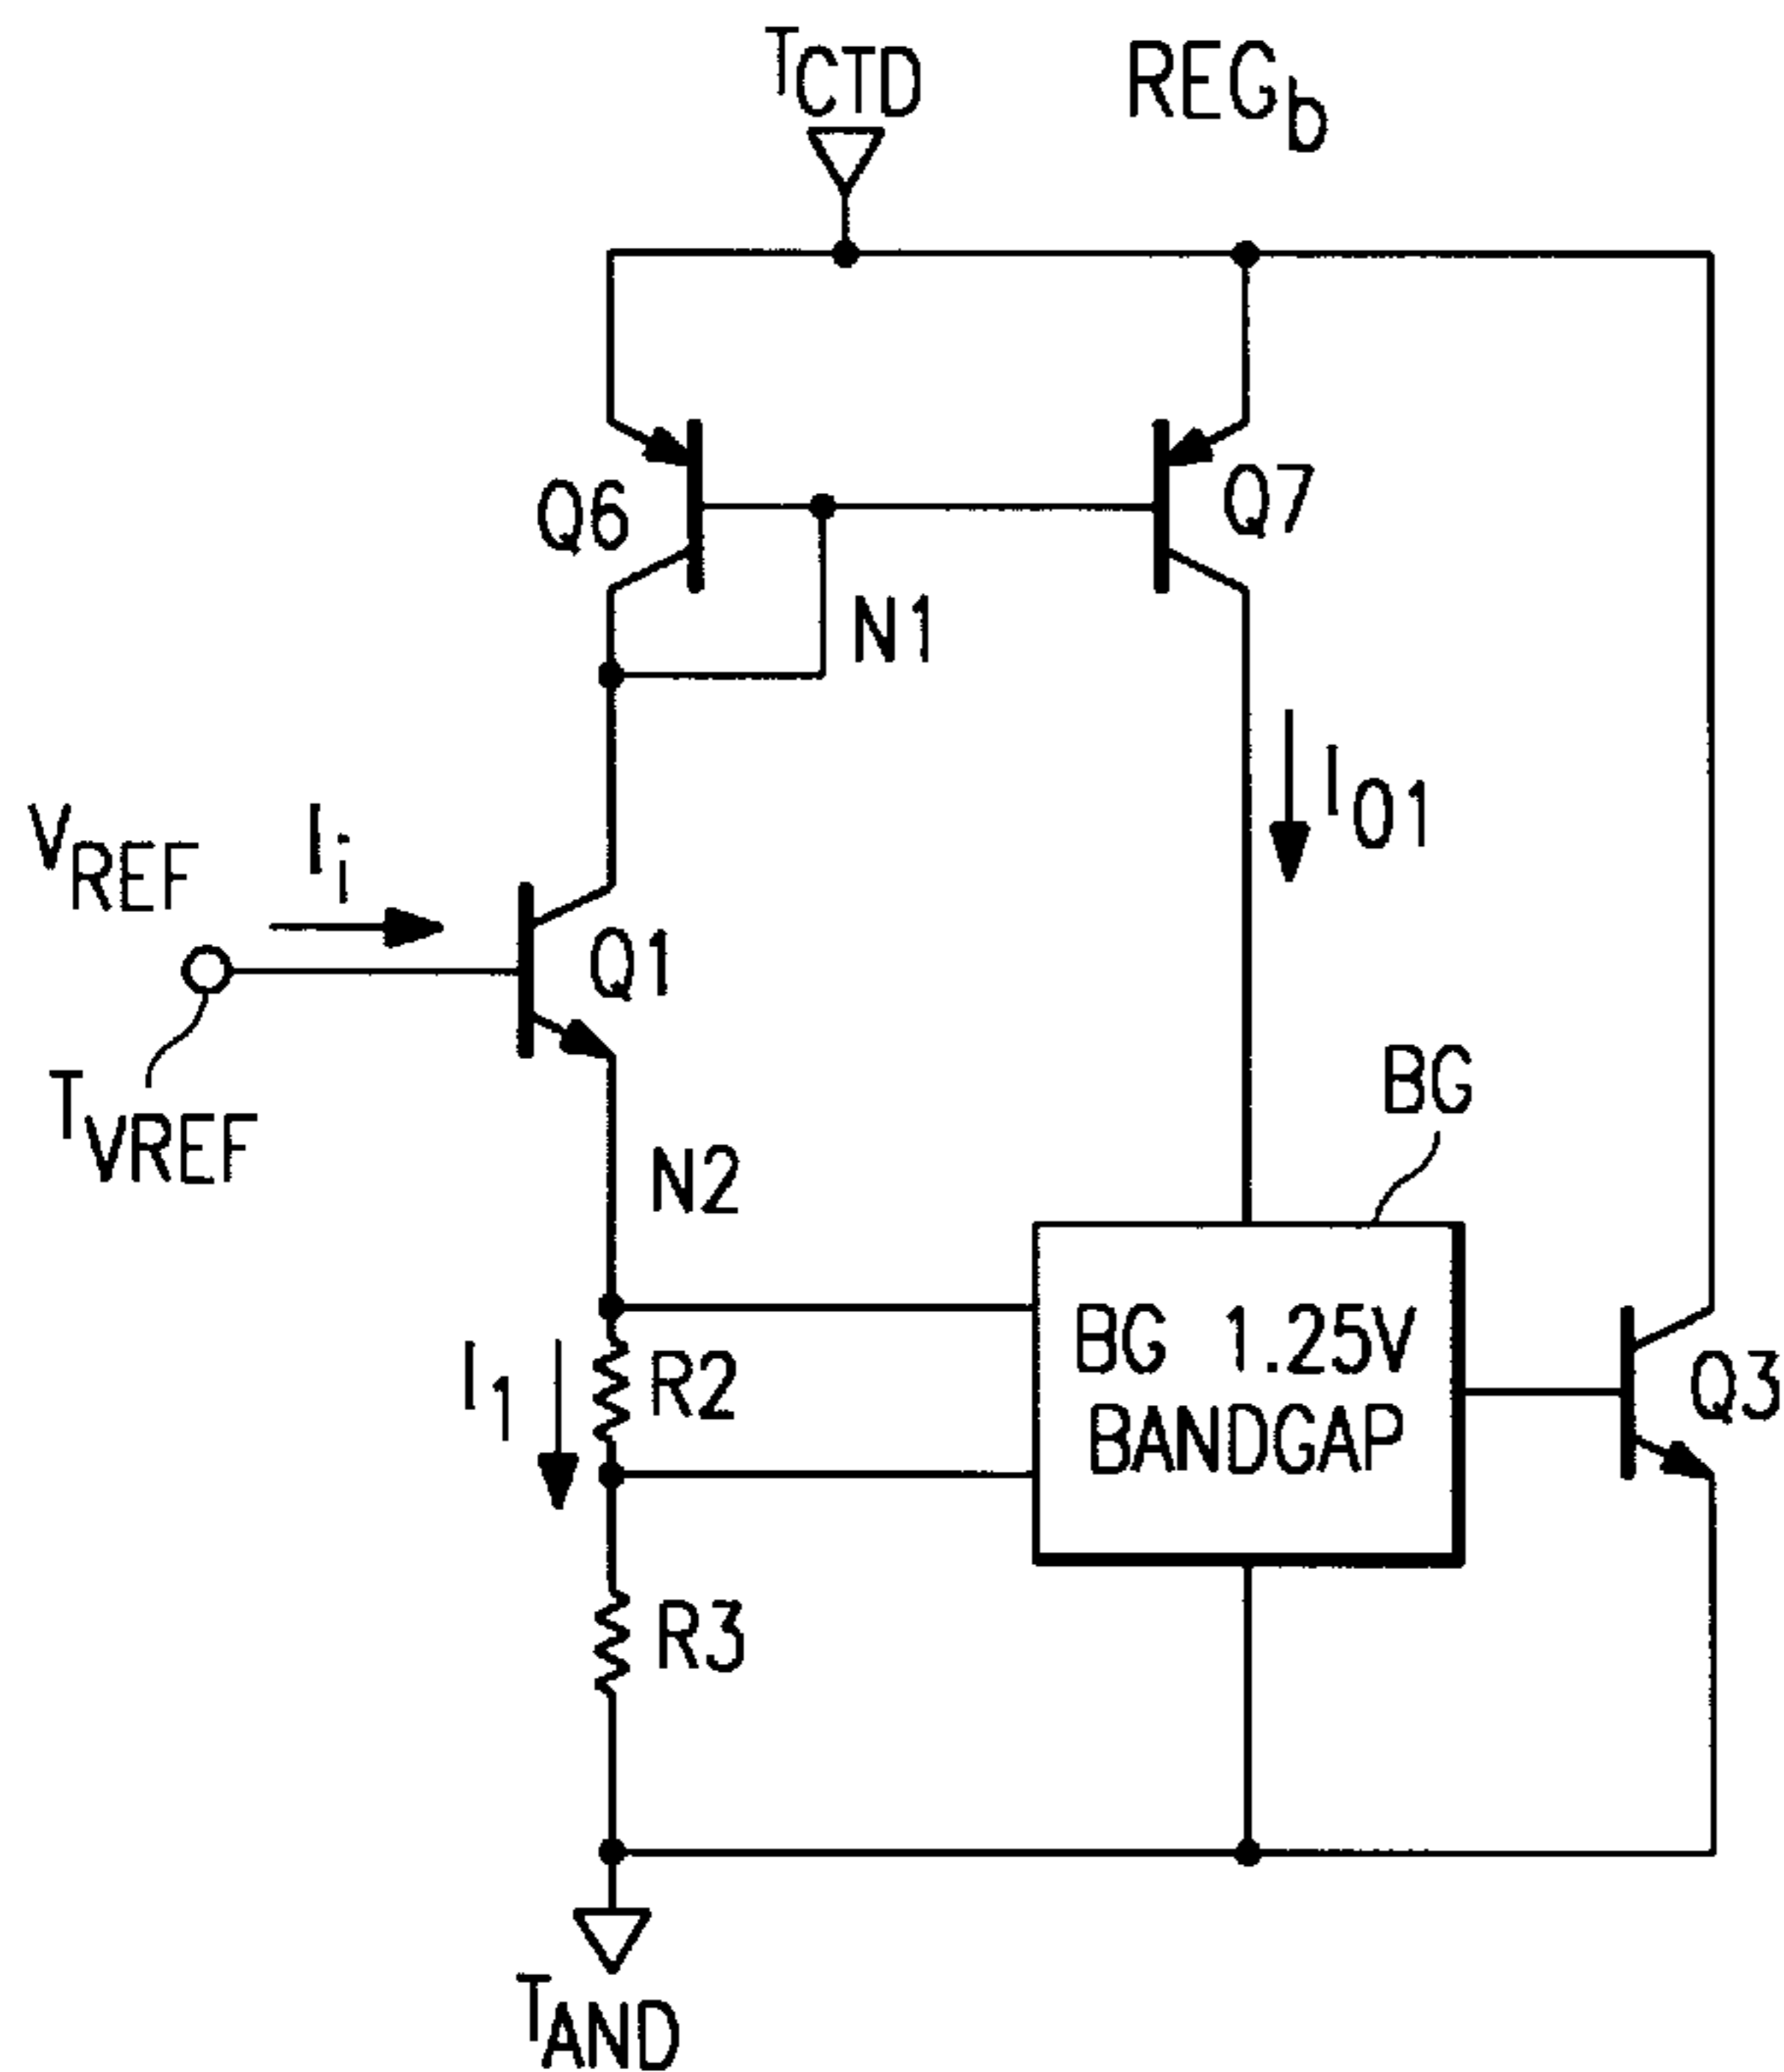 TCTD
REGb
Q6
Q7
N1
IO1
VREF
Ii
Q1
TVREF
N2
BG
I1
R2
BG 1.25V
BANDGAP
Q3
R3
TAND